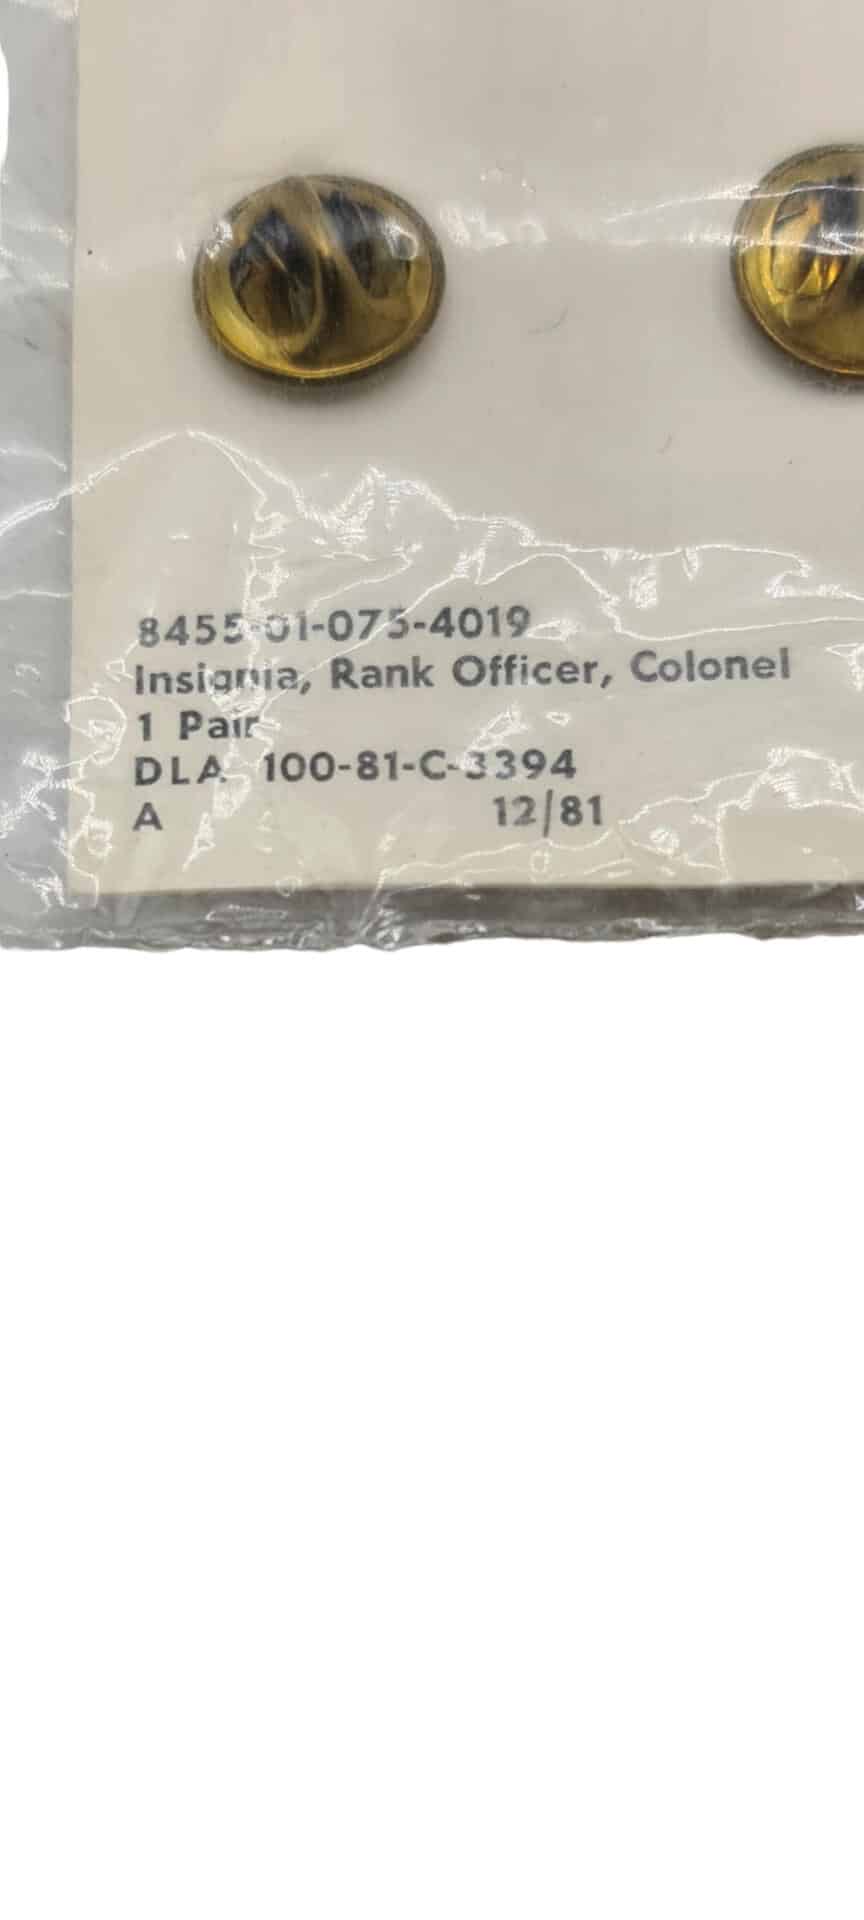 8455-01-075-4019
Insignia, Rank Officer, Colonel
1 Pair
DLA 100-81-C-3394
A 12/81